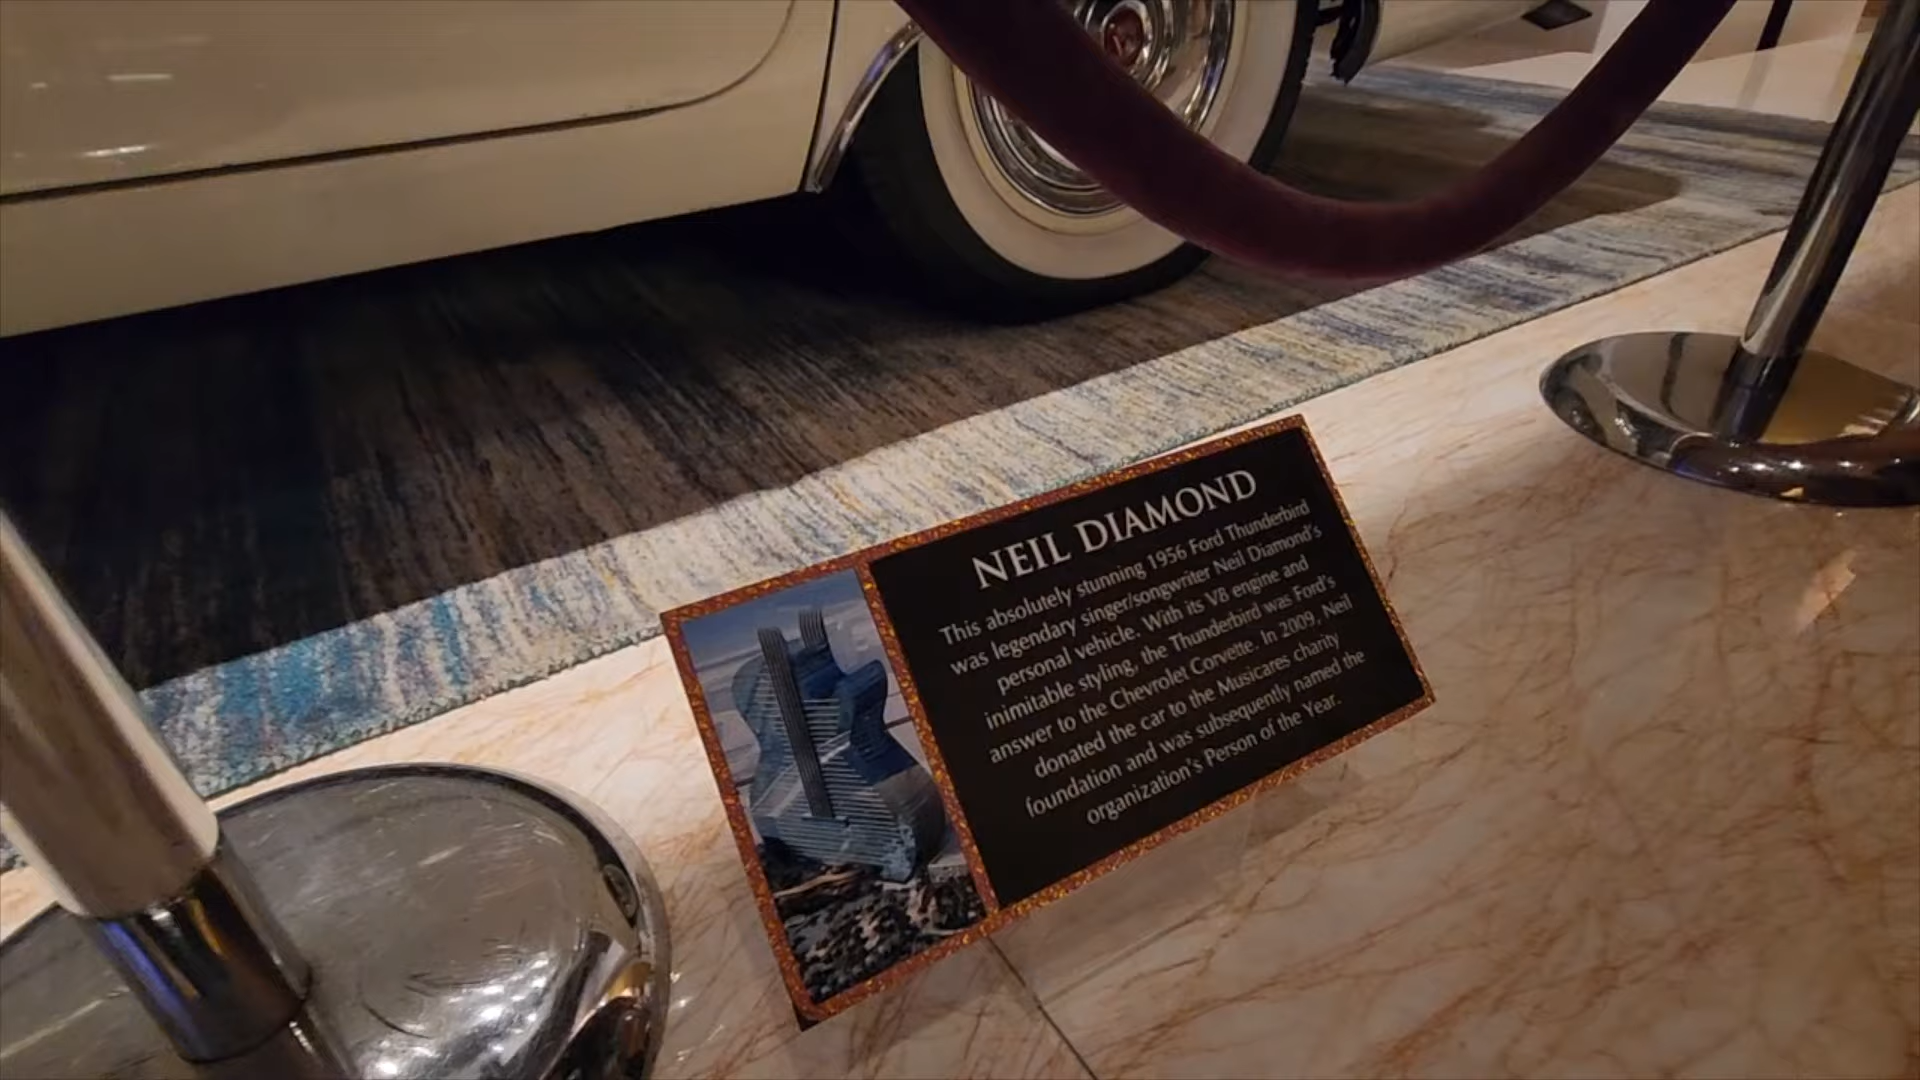 NEIL DIAMOND
This absolutely stunning 1956 Ford Thunderbird
was legendary singer/songwriter Neil Diamond's
personal vehicle. With its V8 engine and
inimitable styling, the Thunderbird was Ford's
answer to the Chevrolet Corvette. In 2009, Neil
donated the car to the Musicares charity
foundation and was subsequently named the
organization's Person of the Year.